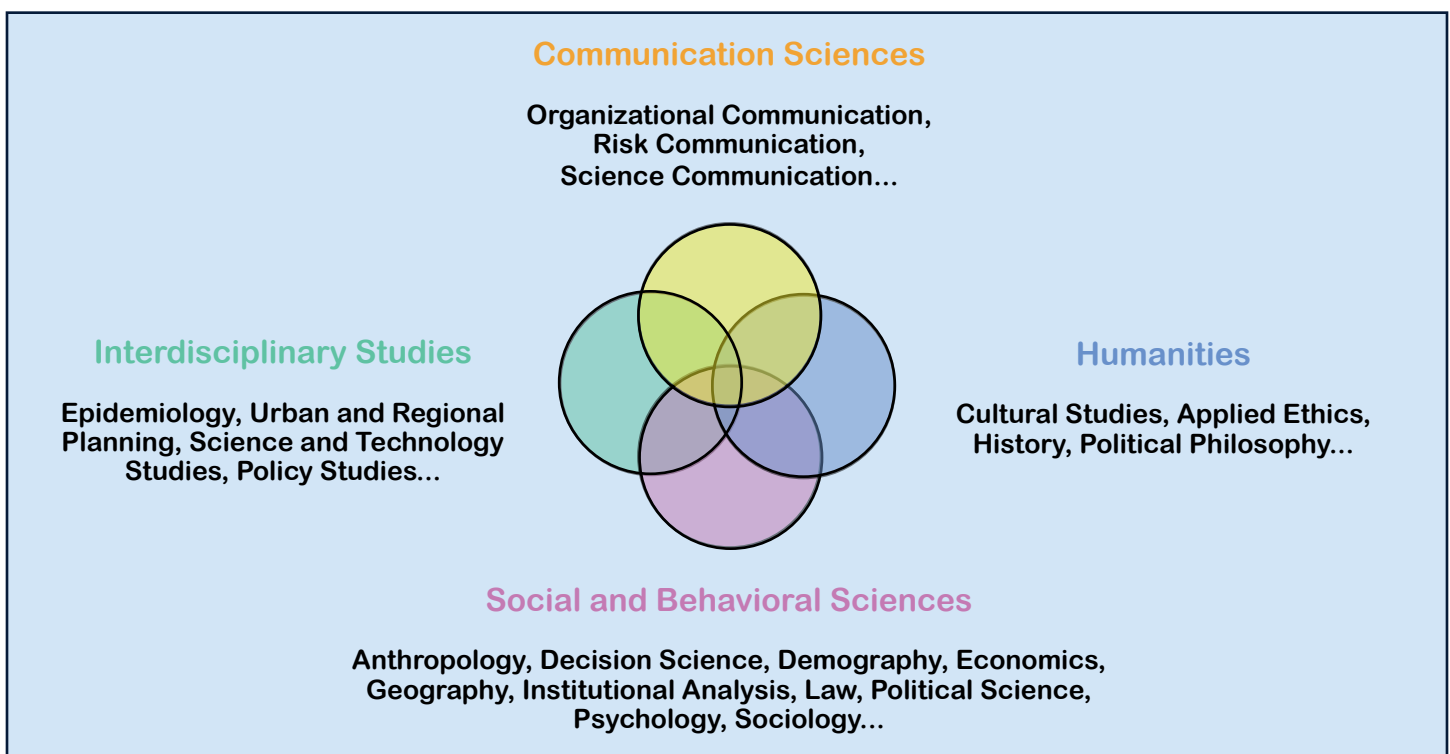 Communication Sciences
Organizational Communication,
Risk Communication,
Science Communication...
Interdisciplinary Studies
Epidemiology, Urban and Regional
Planning, Science and Technology
Studies, Policy Studies...
Humanities
Cultural Studies, Applied Ethics,
History, Political Philosophy...
Social and Behavioral Sciences
Anthropology, Decision Science, Demography, Economics,
Geography, Institutional Analysis, Law, Political Science,
Psychology, Sociology...